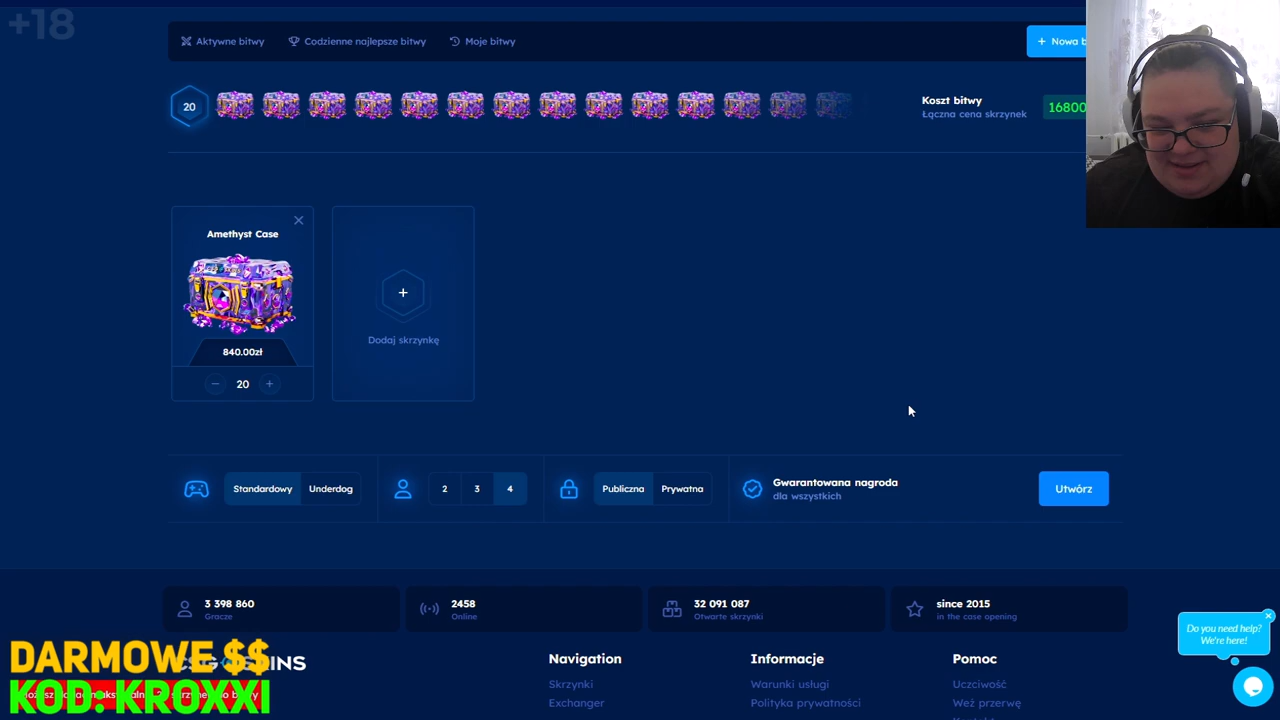 +18
Aktywne bitwy
Codzienne najlepsze bitwy
Moje bitwy
+ Nowa b
20
Koszt bitwy
Łączna cena skrzynek
16800
Amethyst Case
840.00zł
20
Dodaj skrzynkę
Standardowy
Underdog
2
3
4
Publiczna
Prywatna
Gwarantowana nagroda
dla wszystkich
Utwórz
3 398 860
Gracze
2458
Online
32 091 087
Otwarte skrzynki
since 2015
in the case opening
Do you need help?
We're here!
DARMOWE $$
KOD: KROXXI
Navigation
Skrzynki
Exchanger
Informacje
Warunki usługi
Polityka prywatności
Pomoc
Uczciwość
Weź przerwę